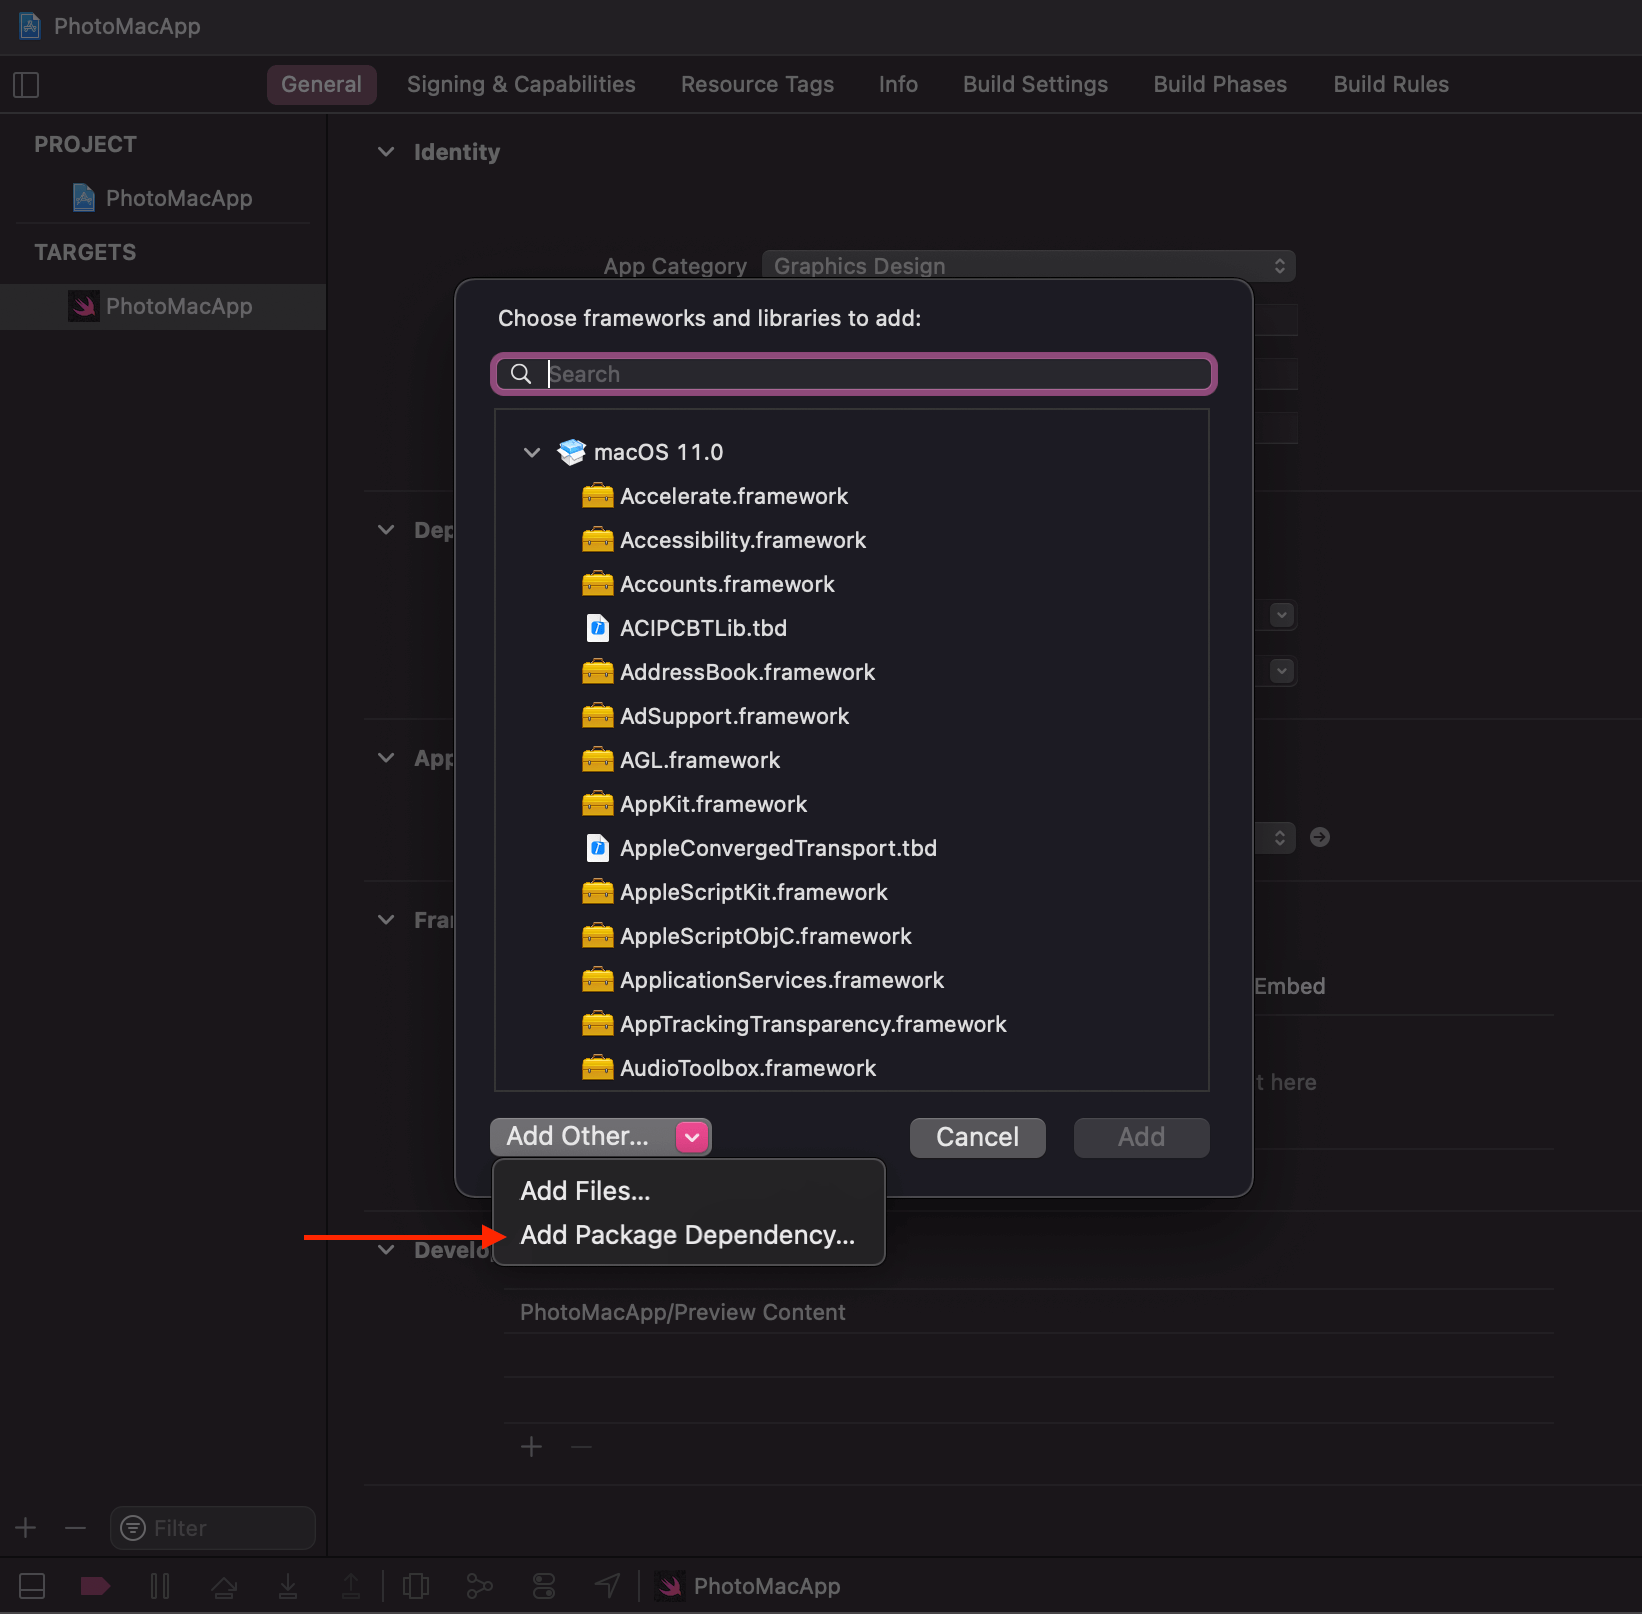 PhotoMacApp
General Signing & Capabilities Resource Tags Info Build Settings Build Phases Build Rules
PROJECT
PhotoMacApp
TARGETS
PhotoMacApp
Identity
App Category Graphics Design
Choose frameworks and libraries to add:
Search
macOS 11.0
Accelerate.framework
Accessibility.framework
Accounts.framework
ACIPCBTLib.tbd
AddressBook.framework
AdSupport.framework
AGL.framework
AppKit.framework
AppleConvergedTransport.tbd
AppleScriptKit.framework
AppleScriptObjC.framework
ApplicationServices.framework
AppTrackingTransparency.framework
AudioToolbox.framework
Dep
App
Fra
Embed
t here
Add Other... Cancel Add
Add Files...
Add Package Dependency...
Develo
PhotoMacApp/Preview Content
Filter
PhotoMacApp